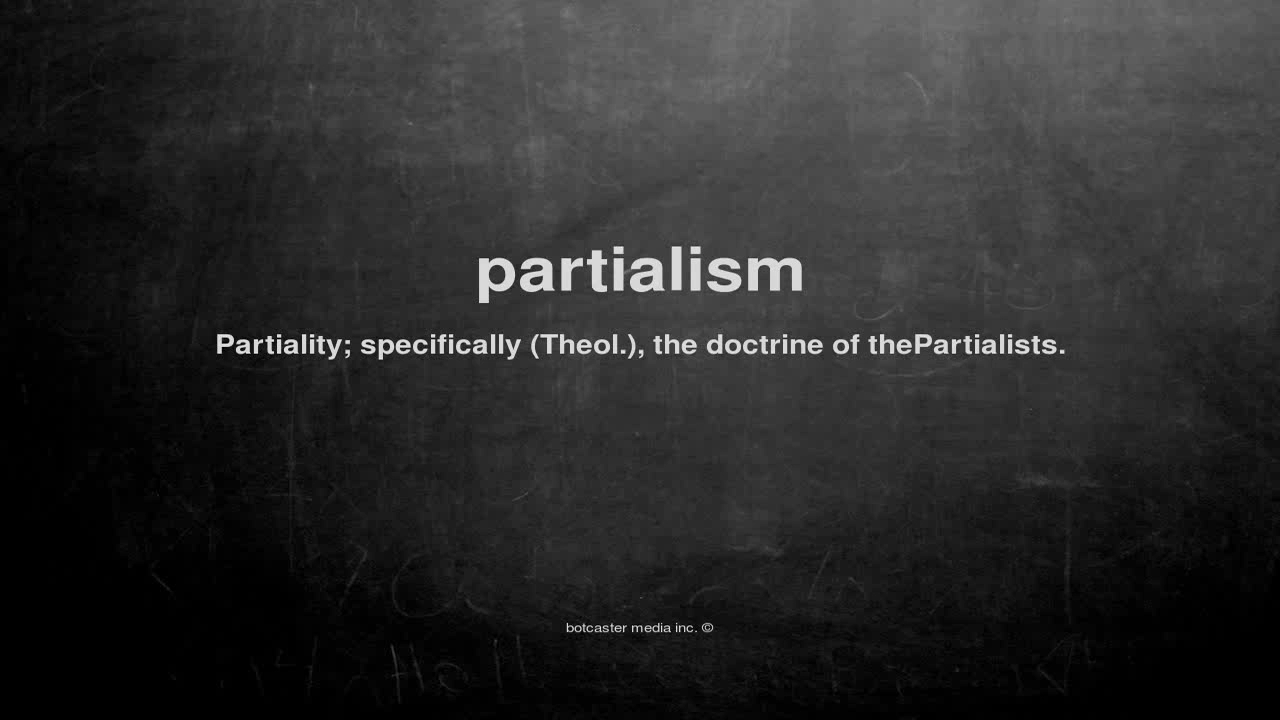 partialism
Partiality; specifically (Theol.), the doctrine of thePartialists.
botcaster media inc. ©